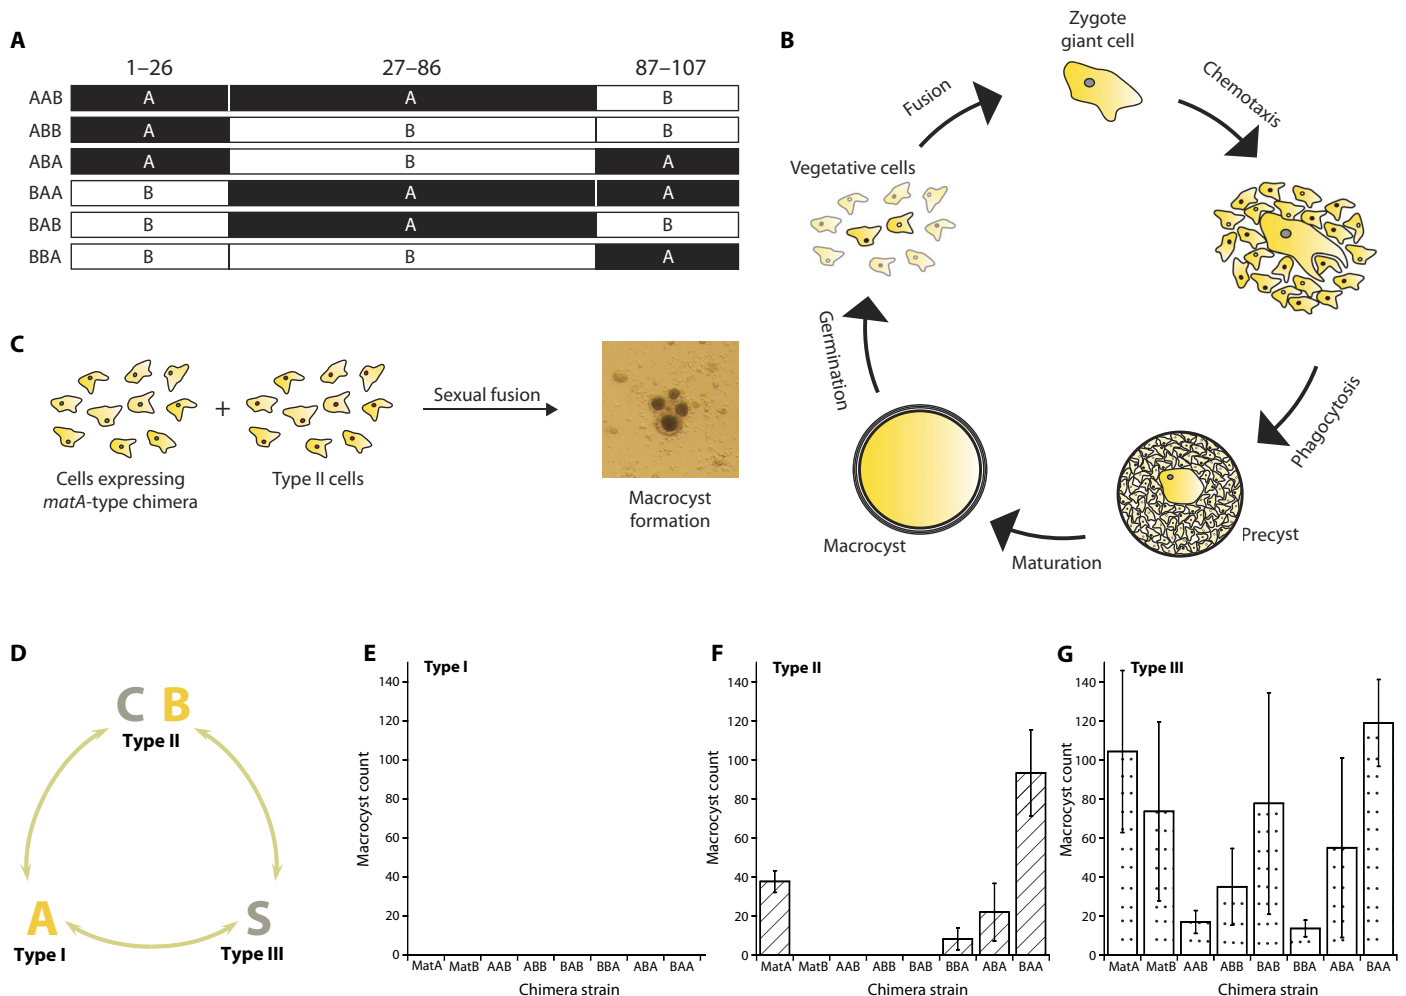 A
1–26 27–86 87–107
AAB A A B
ABB A B B
ABA A B A
BAA B A A
BAB B A B
BBA B B A
B
Zygote
giant cell
Chemotaxis
Phagocytosis
Precyst
Maturation
Macrocyst
Germination
Vegetative cells
Fusion
C
Cells expressing
matA-type chimera
+
Type II cells
Sexual fusion
Macrocyst
formation
D
C B
Type II
A
Type I
S
Type III
E
Type I
Macrocyst count
140
120
100
80
60
40
20
0
MatA MatB AAB ABB BAB BBA ABA BAA
Chimera strain
F
Type II
Macrocyst count
140
120
100
80
60
40
20
0
MatA MatB AAB ABB BAB BBA ABA BAA
Chimera strain
G
Type III
Macrocyst count
140
120
100
80
60
40
20
0
MatA MatB AAB ABB BAB BBA ABA BAA
Chimera strain